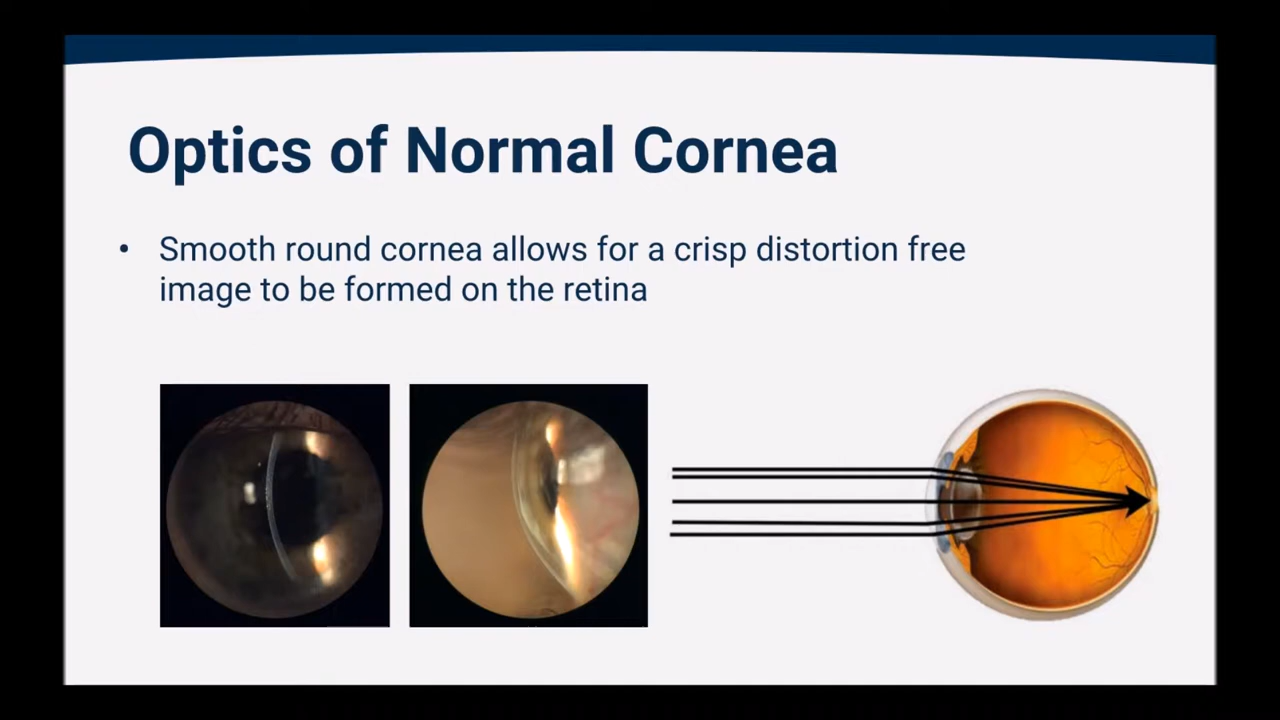 Optics of Normal Cornea
• Smooth round cornea allows for a crisp distortion free
image to be formed on the retina